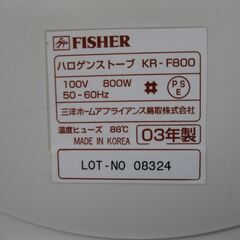 FISHER
ハロゲンストーブ KR-F800
100V 800W
50-60Hz
PSE
三洋ホームアプライアンス鳥取株式会社
温度ヒューズ 88℃
MADE IN KOREA
03年製
LOT-NO 08324